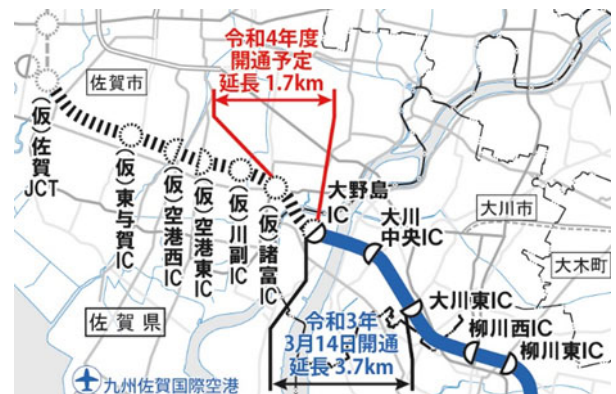 令和4年度
開通予定
延長 1.7km
佐賀市
(仮)佐賀JCT
(仮)東与賀IC
(仮)空港西IC
(仮)空港東IC
(仮)川副IC
(仮)諸富IC
大野島
IC
大川
中央IC
大川市
大木町
大川東IC
柳川西IC
柳川東IC
佐賀県
令和3年
3月14日開通
延長 3.7km
九州佐賀国際空港